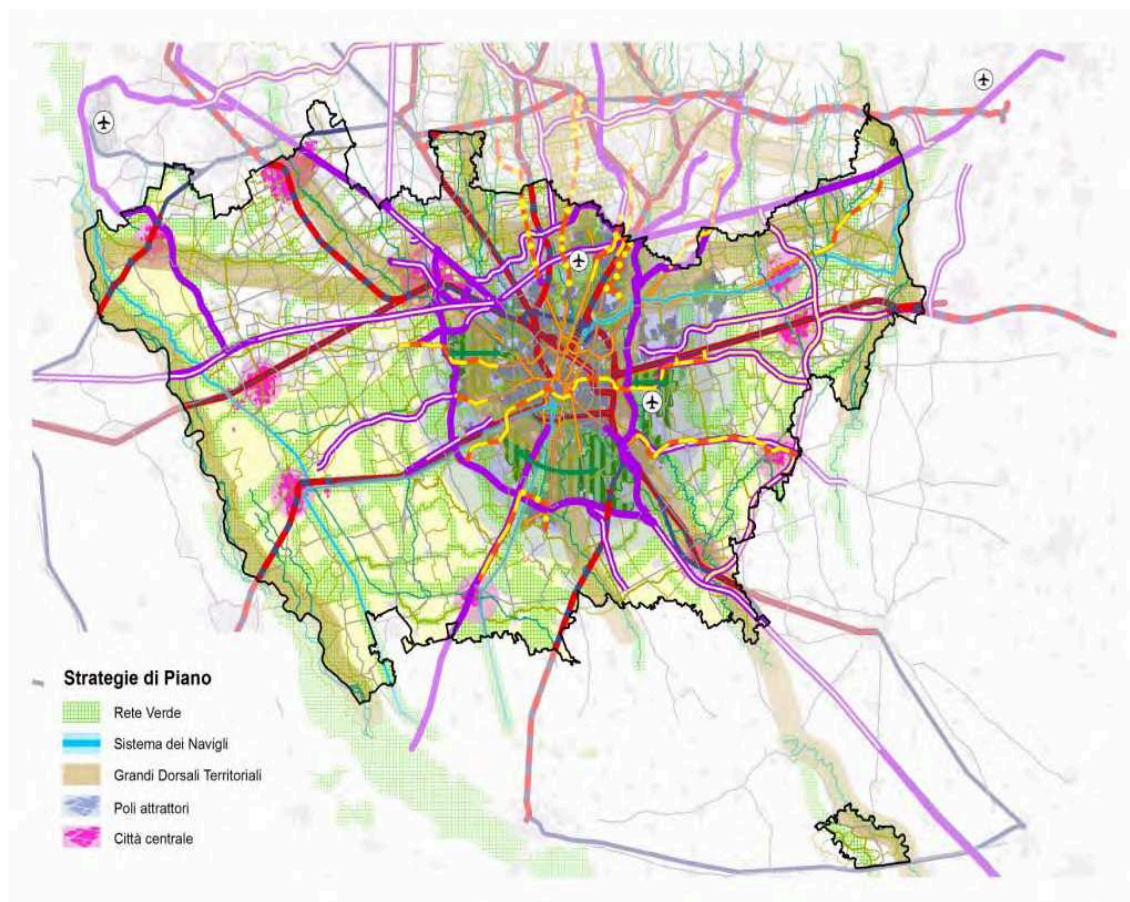 Strategie di Piano
Rete Verde
Sistema dei Navigli
Grandi Dorsali Territoriali
Poli attrattori
Città centrale